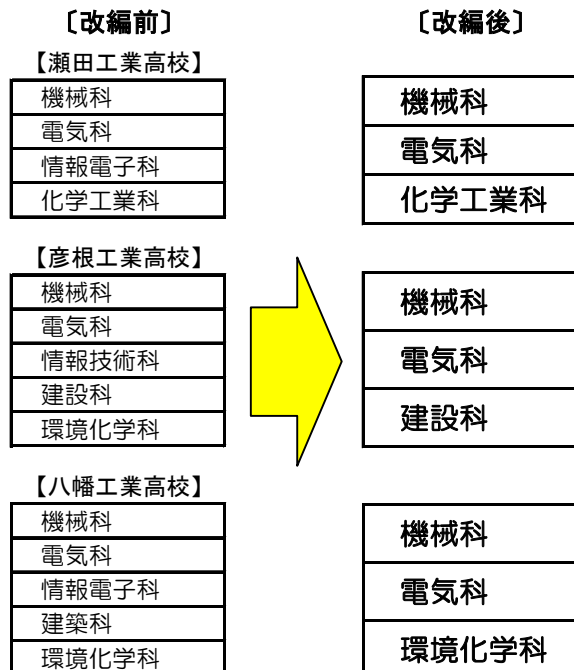 〔改編前〕
〔改編後〕
【瀬田工業高校】
機械科
電気科
情報電子科
化学工業科
機械科
電気科
化学工業科
【彦根工業高校】
機械科
電気科
情報技術科
建設科
環境化学科
機械科
電気科
建設科
【八幡工業高校】
機械科
電気科
情報電子科
建築科
環境化学科
機械科
電気科
環境化学科